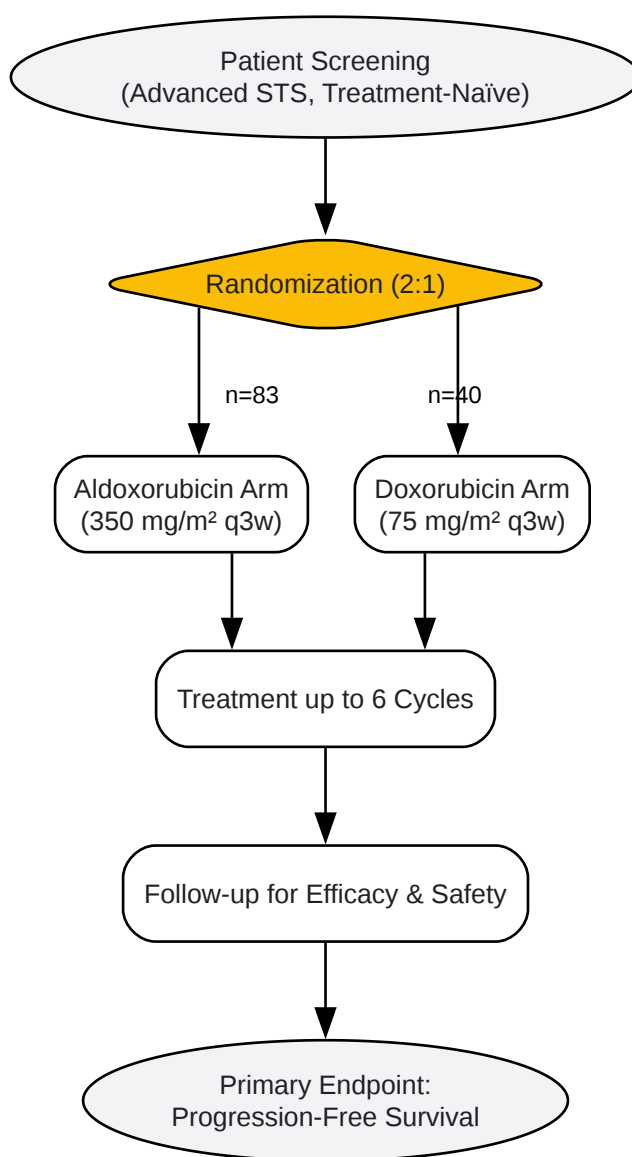 Patient Screening
(Advanced STS, Treatment-Naïve)
Randomization (2:1)
n=83
n=40
Aldoxorubicin Arm
(350 mg/m² q3w)
Doxorubicin Arm
(75 mg/m² q3w)
Treatment up to 6 Cycles
Follow-up for Efficacy & Safety
Primary Endpoint:
Progression-Free Survival